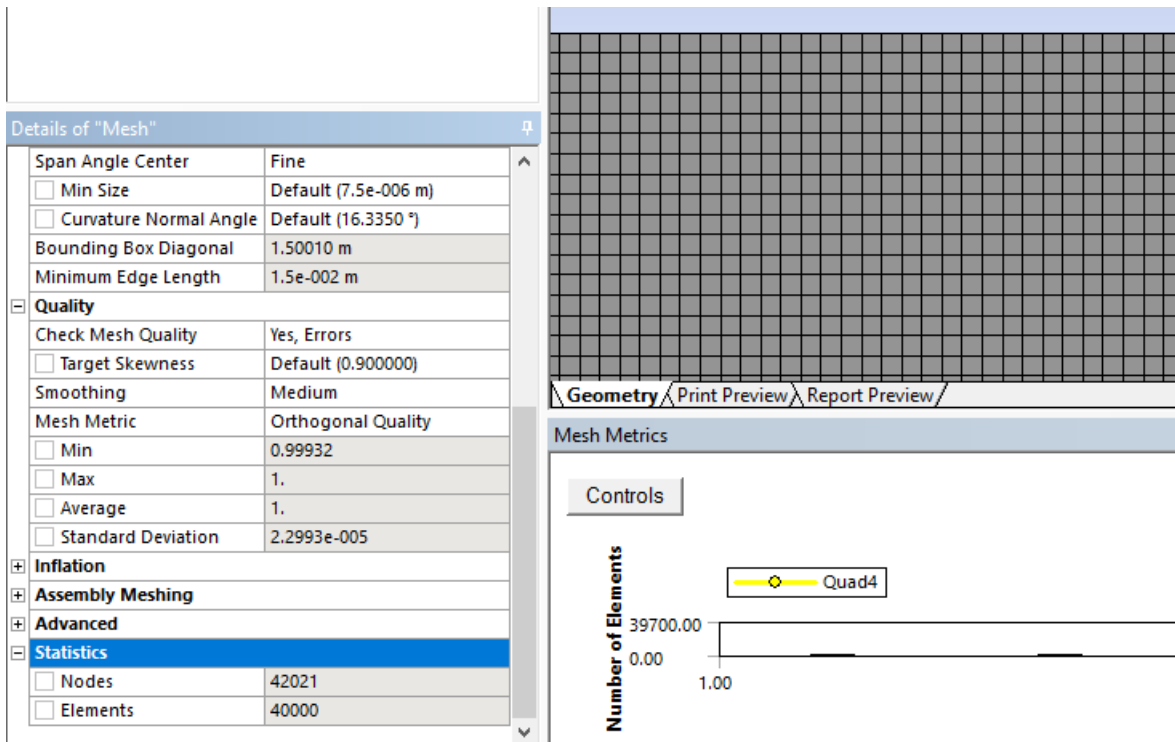 Details of "Mesh"
Span Angle Center Fine
Min Size Default (7.5e-006 m)
Curvature Normal Angle Default (16.3350 °)
Bounding Box Diagonal 1.50010 m
Minimum Edge Length 1.5e-002 m
Quality
Check Mesh Quality Yes, Errors
Target Skewness Default (0.900000)
Smoothing Medium
Mesh Metric Orthogonal Quality
Min 0.99932
Max 1.
Average 1.
Standard Deviation 2.2993e-005
Inflation
Assembly Meshing
Advanced
Statistics
Nodes 42021
Elements 40000
Geometry Print Preview Report Preview
Mesh Metrics
Controls
Number of Elements
Quad4
39700.00
0.00
1.00